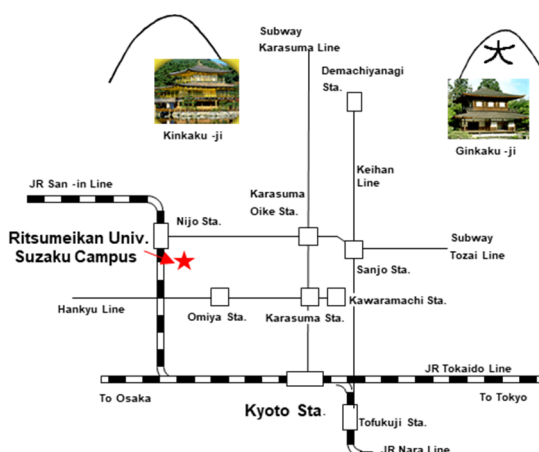 Subway
Karasuma Line
大
Demachiyanagi
Sta.
Kinkaku -ji
Ginkaku -ji
Keihan
Line
JR San -in Line
Karasuma
Oike Sta.
Nijo Sta.
Ritsumeikan Univ.
Suzaku Campus
Subway
Tozai Line
Sanjo Sta.
Hankyu Line
Omiya Sta.
Karasuma Sta.
Kawaramachi Sta.
JR Tokaido Line
To Osaka
To Tokyo
Kyoto Sta.
Tofukuji Sta.
JR Nara Line